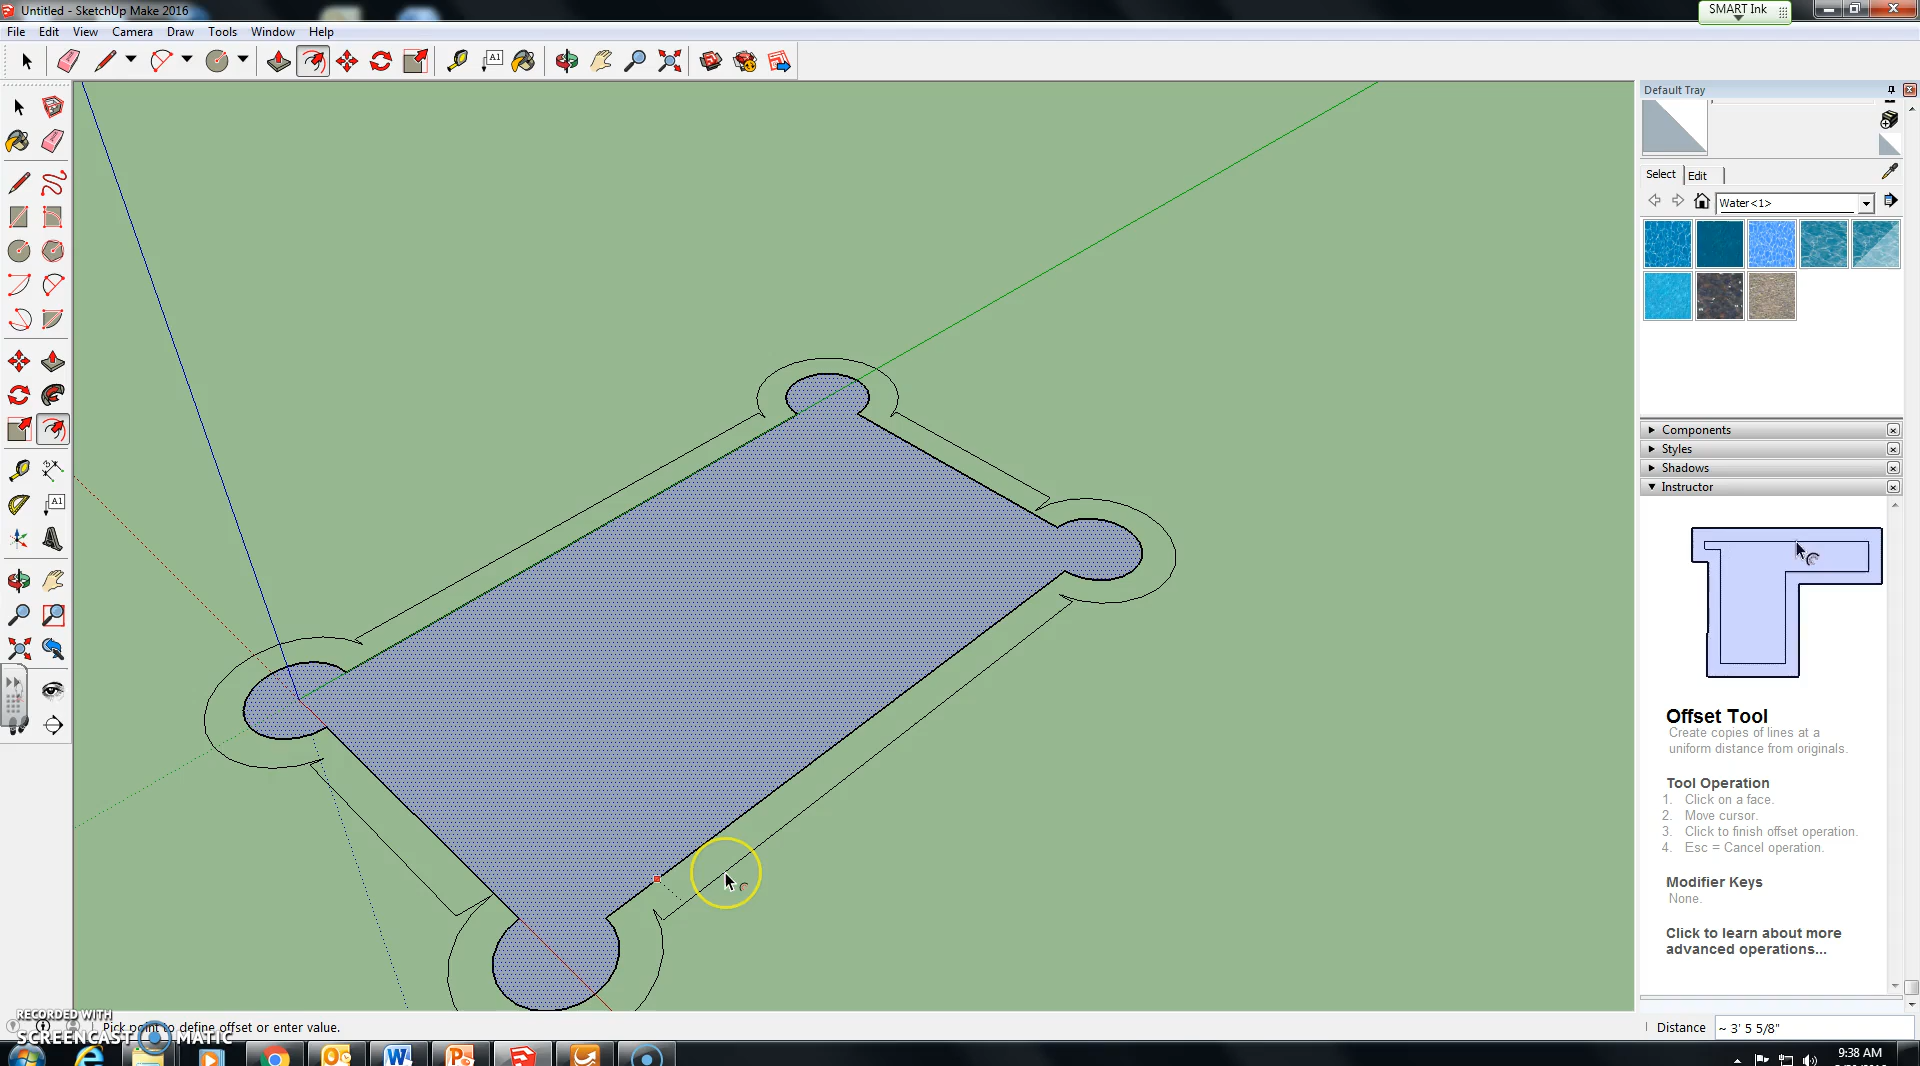 Untitled - SketchUp Make 2016
SMART Ink
File Edit View Camera Draw Tools Window Help
A1
Default Tray
Select Edit
Water<1>
A1
Components
Styles
Shadows
Instructor
Offset Tool
Create copies of lines at a
uniform distance from originals.
Tool Operation
1. Click on a face.
2. Move cursor.
3. Click to finish offset operation.
4. Esc = Cancel operation.
Modifier Keys
None.
Click to learn about more
advanced operations...
RECORDED WITH
SCREENCAST MATIC
Pick point to define offset or enter value.
Distance ~ 3' 5 5/8"
9:38 AM